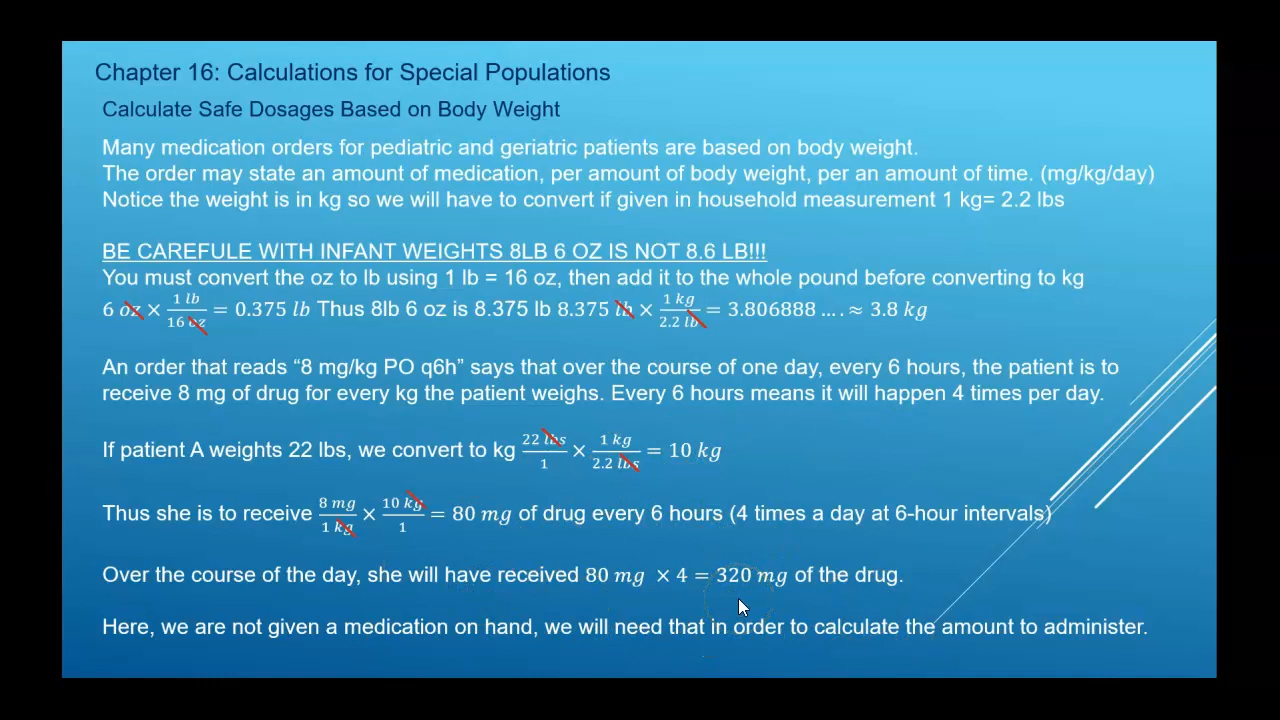 Chapter 16: Calculations for Special Populations
Calculate Safe Dosages Based on Body Weight
Many medication orders for pediatric and geriatric patients are based on body weight.
The order may state an amount of medication, per amount of body weight, per an amount of time. (mg/kg/day)
Notice the weight is in kg so we will have to convert if given in household measurement 1 kg= 2.2 lbs
BE CAREFULE WITH INFANT WEIGHTS 8LB 6 OZ IS NOT 8.6 LB!!!
You must convert the oz to lb using 1 lb = 16 oz, then add it to the whole pound before converting to kg
6 oz × 1 lb / 16 oz = 0.375 lb Thus 8lb 6 oz is 8.375 lb 8.375 lb × 1 kg / 2.2 lb = 3.806888 .... ≈ 3.8 kg
An order that reads “8 mg/kg PO q6h” says that over the course of one day, every 6 hours, the patient is to
receive 8 mg of drug for every kg the patient weighs. Every 6 hours means it will happen 4 times per day.
If patient A weights 22 lbs, we convert to kg 22 lbs / 1 × 1 kg / 2.2 lbs = 10 kg
Thus she is to receive 8 mg / 1 kg × 10 kg / 1 = 80 mg of drug every 6 hours (4 times a day at 6-hour intervals)
Over the course of the day, she will have received 80 mg × 4 = 320 mg of the drug.
Here, we are not given a medication on hand, we will need that in order to calculate the amount to administer.